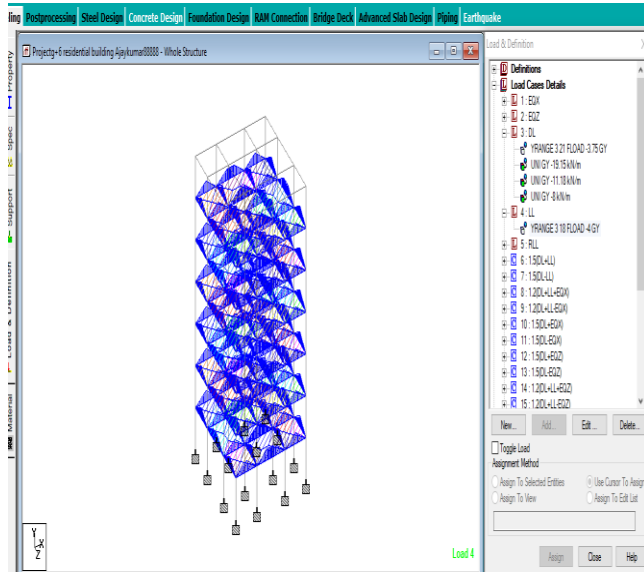 ling Postprocessing Steel Design Concrete Design Foundation Design RAM Connection Bridge Deck Advanced Slab Design Piping Earthquake
Projectg+6 residential building Ajaykumar88888 - Whole Structure
Load & Definition
Property
Spec
Support
Load & Definition
Material
Definitions
Load Cases Details
1 : EQX
2 : EQZ
3 : DL
YRANGE 3 21 FLOAD -3.75 GY
UNI GY -19.15 kN/m
UNI GY -11.18 kN/m
UNI GY -8 kN/m
4 : LL
YRANGE 3 18 FLOAD -4 GY
5 : RLL
6 : 1.5(DL+LL)
7 : 1.5(DL-LL)
8 : 1.2(DL+LL+EQX)
9 : 1.2(DL+LL-EQX)
10 : 1.5(DL+EQX)
11 : 1.5(DL-EQX)
12 : 1.5(DL+EQZ)
13 : 1.5(DL-EQZ)
14 : 1.2(DL+LL+EQZ)
15 : 1.2(DL+LL-EQZ)
New... Add... Edit ... Delete...
Toggle Load
Assignment Method
Assign To Selected Entities Use Cursor To Assign
Assign To View Assign To Edit List
Assign Close Help
Y
X
Z
Load 4